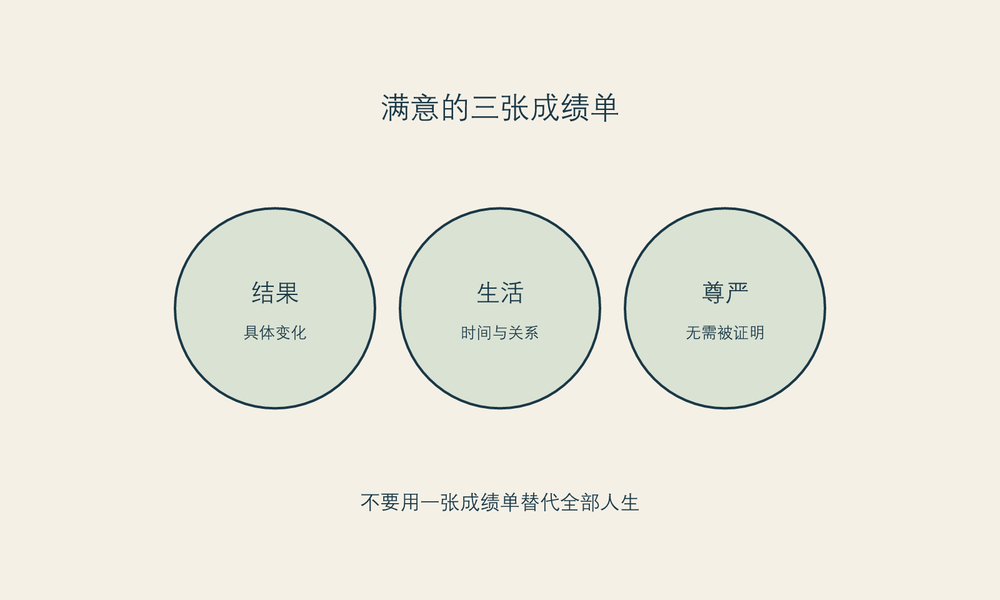 满意的三张成绩单
结果
具体变化
生活
时间与关系
尊严
无需被证明
不要用一张成绩单替代全部人生